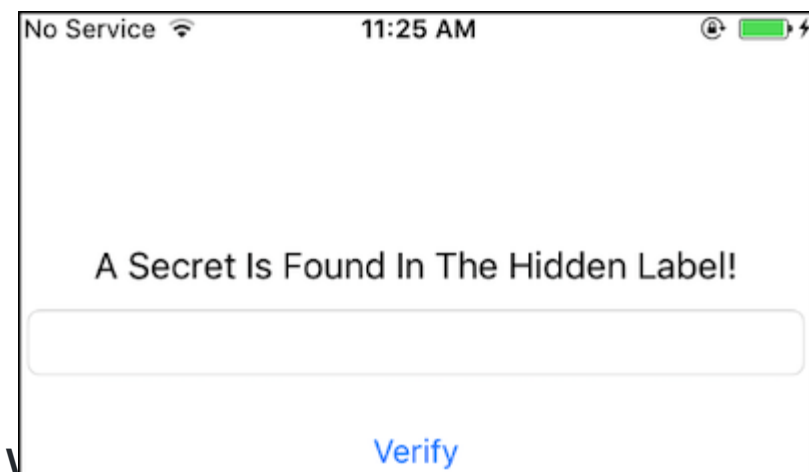 No Service 11:25 AM
A Secret Is Found In The Hidden Label!
Verify